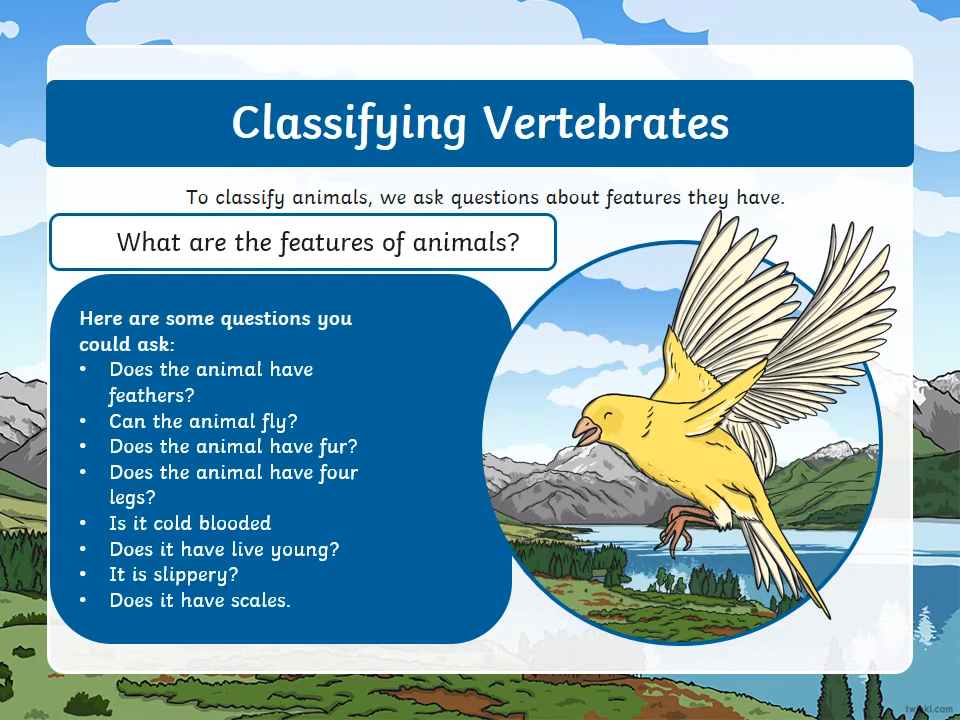 Classifying Vertebrates
To classify animals, we ask questions about features they have.
What are the features of animals?
Here are some questions you
could ask:
• Does the animal have
feathers?
• Can the animal fly?
• Does the animal have fur?
• Does the animal have four
legs?
• Is it cold blooded
• Does it have live young?
• It is slippery?
• Does it have scales.
twinkl.com